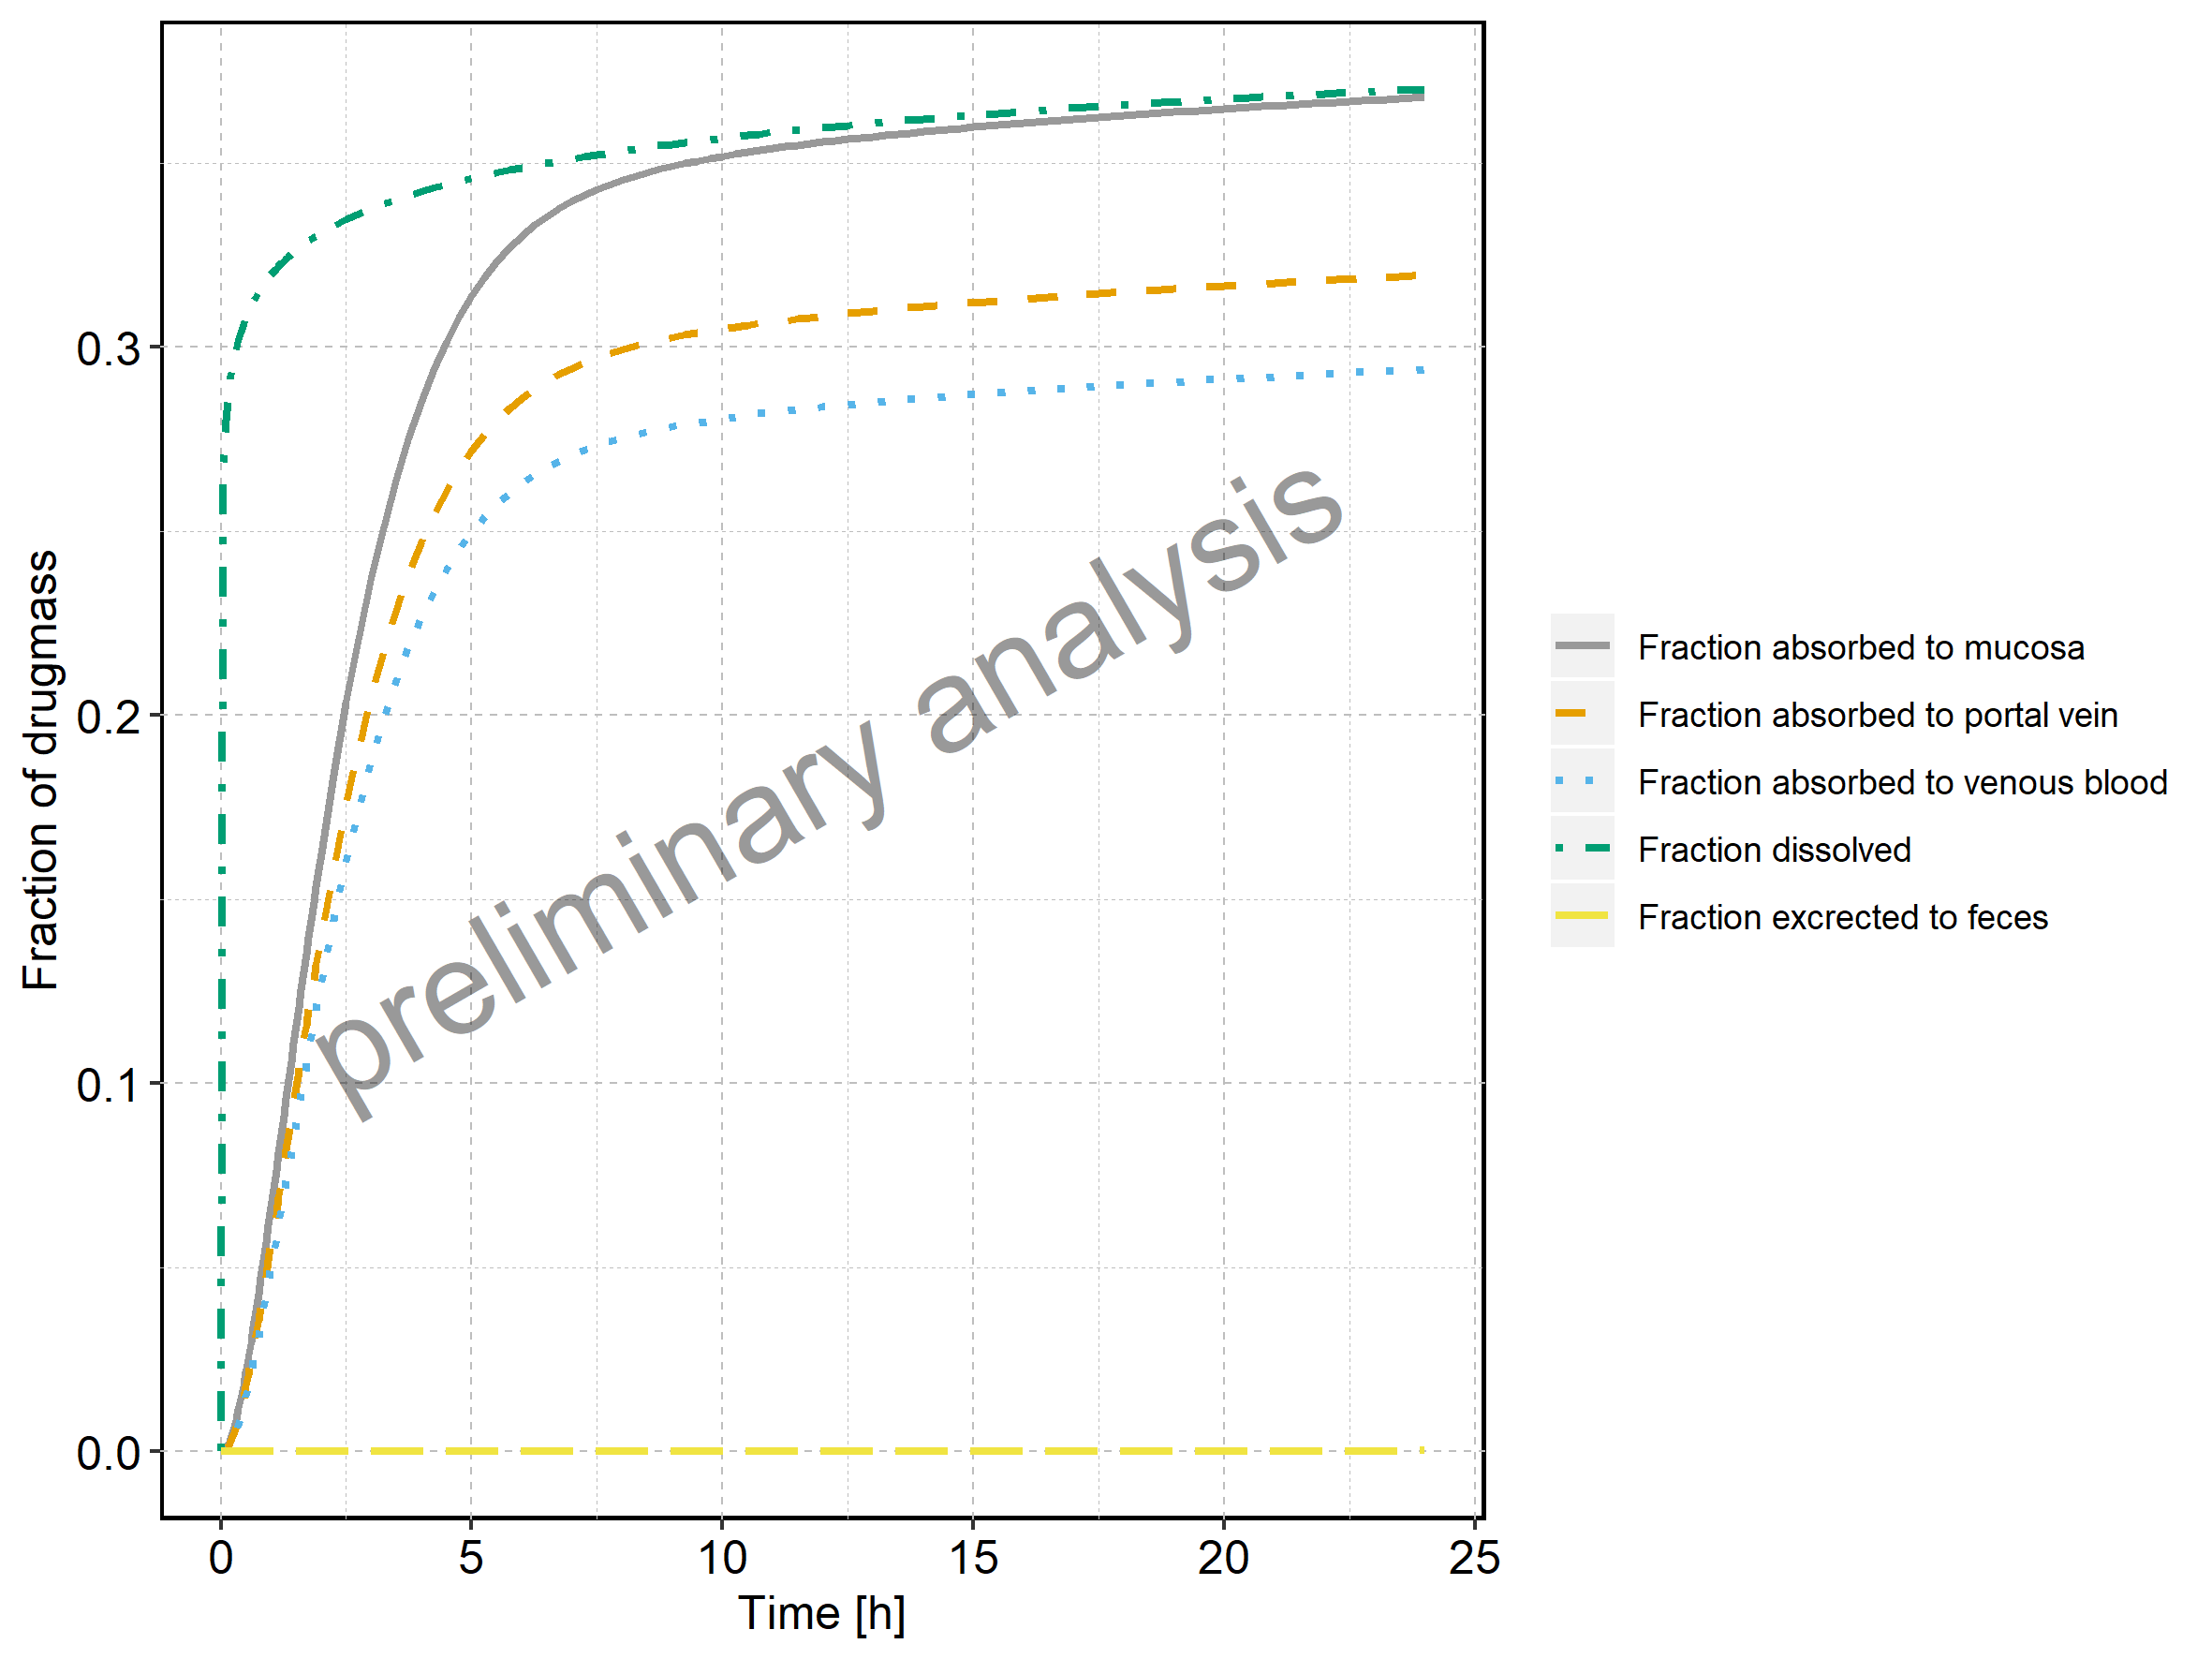 0.3
0.2
0.1
0.0
Fraction of drugmass
preliminary analysis
0 5 10 15 20 25
Time [h]
Fraction absorbed to mucosa
Fraction absorbed to portal vein
Fraction absorbed to venous blood
Fraction dissolved
Fraction excrected to feces